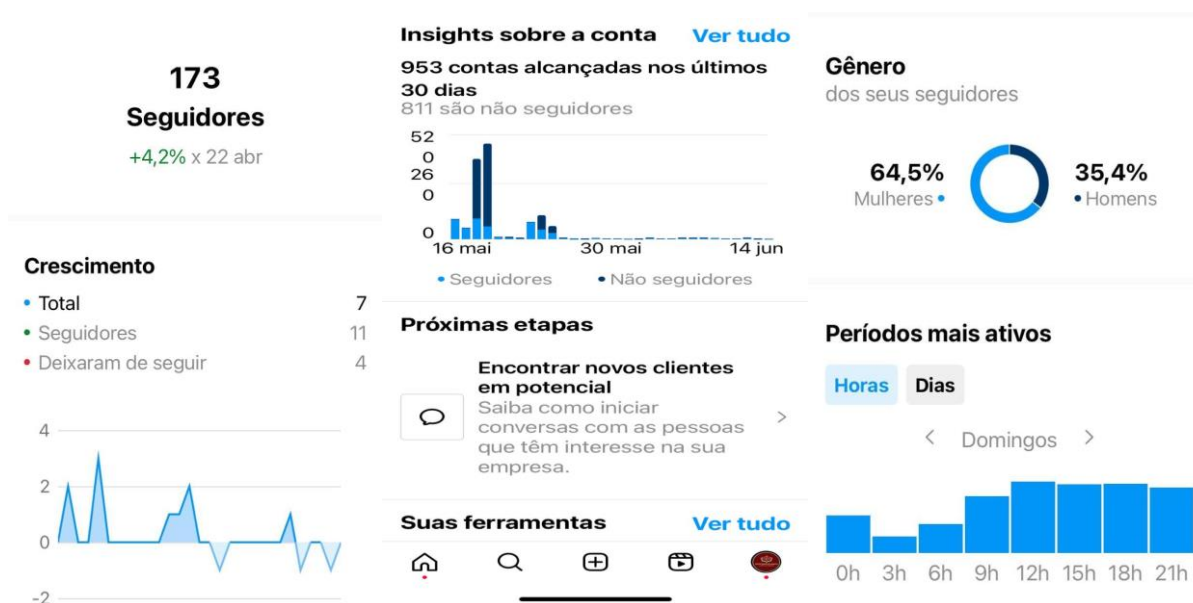 173
Seguidores
+4,2% x 22 abr
Crescimento
Total 7
Seguidores 11
Deixaram de seguir 4
4
2
0
-2
Insights sobre a conta Ver tudo
953 contas alcançadas nos últimos
30 dias
811 são não seguidores
52
0
26
0
0
16 mai 30 mai 14 jun
Seguidores Não seguidores
Próximas etapas
Encontrar novos clientes
em potencial
Saiba como iniciar
conversas com as pessoas
que têm interesse na sua
empresa.
Suas ferramentas Ver tudo
Gênero
dos seus seguidores
64,5% 35,4%
Mulheres Homens
Períodos mais ativos
Horas Dias
Domingos
0h 3h 6h 9h 12h 15h 18h 21h